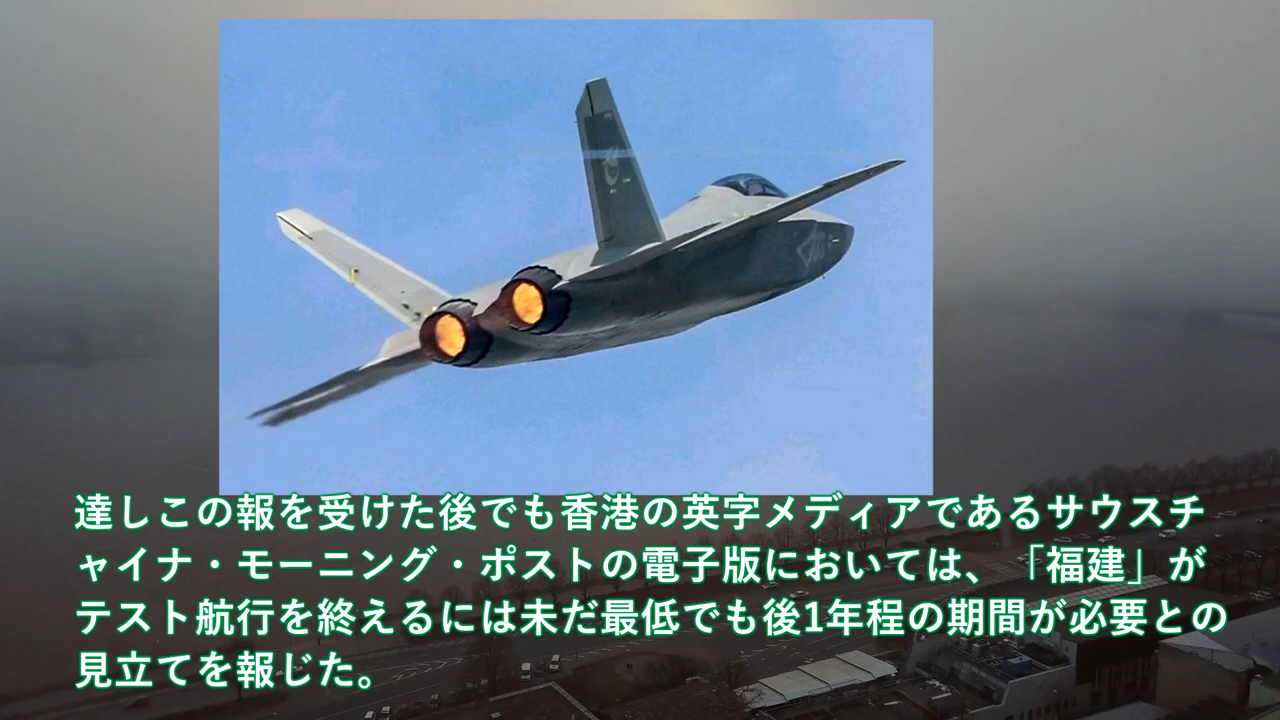 達しこの報を受けた後でも香港の英字メディアであるサウスチ
ャイナ・モーニング・ポストの電子版においては、「福建」が
テスト航行を終えるには未だ最低でも後1年程の期間が必要との
見立てを報じた。